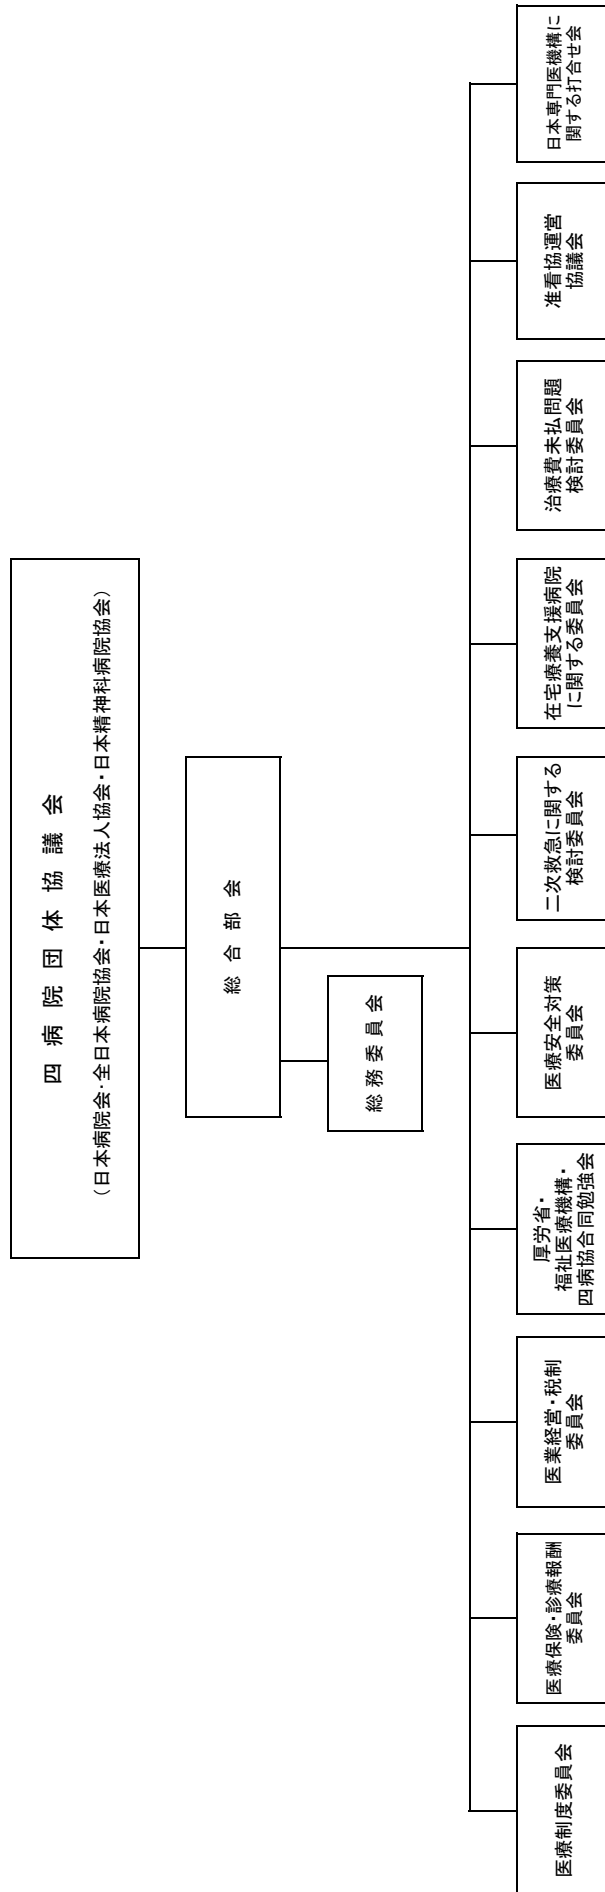 四病院団体協議会
（日本病院会・全日本病院協会・日本医療法人協会・日本精神科病院協会）
総合部会
総務委員会
医療制度委員会
医療保険・診療報酬
委員会
医業経営・税制
委員会
厚労省・
福祉医療機構・
四病協合同勉強会
医療安全対策
委員会
二次救急に関する
検討委員会
在宅療養支援病院
に関する委員会
治療費未払問題
検討委員会
准看協運営
協議会
日本専門医機構に
関する打合せ会